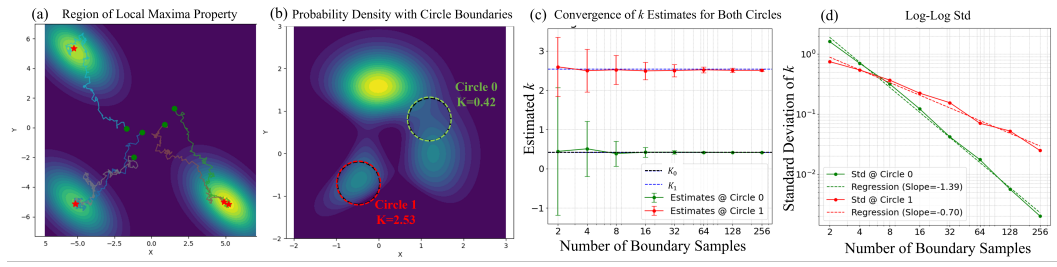 (a) Region of Local Maxima Property
6
4
2
0
−2
−4
−6
Y
−5.0
−2.5
0.0
2.5
5.0
X
(b) Probability Density with Circle Boundaries
3
2
1
0
−1
−2
Y
Circle 0
K=0.42
Circle 1
K=2.53
−2
−1
0
1
2
3
X
(c) Convergence of k Estimates for Both Circles
Estimated k
3
2
1
0
−1
K₀
K₁
Estimates @ Circle 0
Estimates @ Circle 1
2 4 8 16 32 64 128 256
Number of Boundary Samples
(d) Log-Log Std
Standard Deviation of k
10⁰
10⁻¹
10⁻²
Std @ Circle 0
Regression (Slope=-1.39)
Std @ Circle 1
Regression (Slope=-0.70)
2 4 8 16 32 64 128 256
Number of Boundary Samples